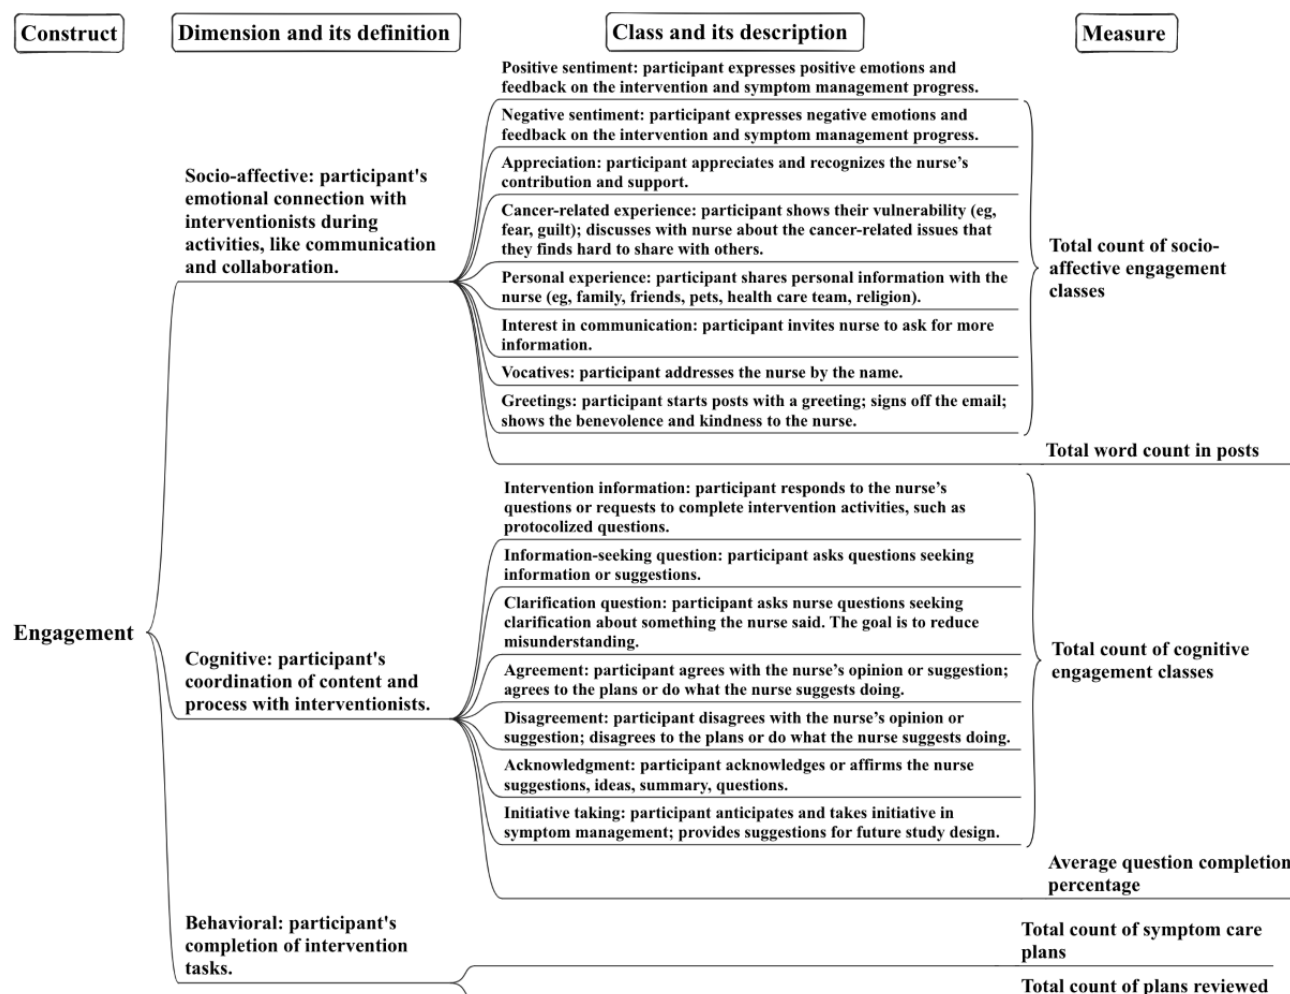 Construct
Dimension and its definition
Class and its description
Measure
Engagement
Socio-affective: participant's
emotional connection with
interventionists during
activities, like communication
and collaboration.
Positive sentiment: participant expresses positive emotions and
feedback on the intervention and symptom management progress.
Negative sentiment: participant expresses negative emotions and
feedback on the intervention and symptom management progress.
Appreciation: participant appreciates and recognizes the nurse’s
contribution and support.
Cancer-related experience: participant shows their vulnerability (eg,
fear, guilt); discusses with nurse about the cancer-related issues that
they finds hard to share with others.
Personal experience: participant shares personal information with the
nurse (eg, family, friends, pets, health care team, religion).
Interest in communication: participant invites nurse to ask for more
information.
Vocatives: participant addresses the nurse by the name.
Greetings: participant starts posts with a greeting; signs off the email;
shows the benevolence and kindness to the nurse.
Total count of socio-
affective engagement
classes
Total word count in posts
Cognitive: participant's
coordination of content and
process with interventionists.
Intervention information: participant responds to the nurse’s
questions or requests to complete intervention activities, such as
protocolized questions.
Information-seeking question: participant asks questions seeking
information or suggestions.
Clarification question: participant asks nurse questions seeking
clarification about something the nurse said. The goal is to reduce
misunderstanding.
Agreement: participant agrees with the nurse’s opinion or suggestion;
agrees to the plans or do what the nurse suggests doing.
Disagreement: participant disagrees with the nurse’s opinion or
suggestion; disagrees to the plans or do what the nurse suggests doing.
Acknowledgment: participant acknowledges or affirms the nurse
suggestions, ideas, summary, questions.
Initiative taking: participant anticipates and takes initiative in
symptom management; provides suggestions for future study design.
Total count of cognitive
engagement classes
Average question completion
percentage
Behavioral: participant's
completion of intervention
tasks.
Total count of symptom care
plans
Total count of plans reviewed